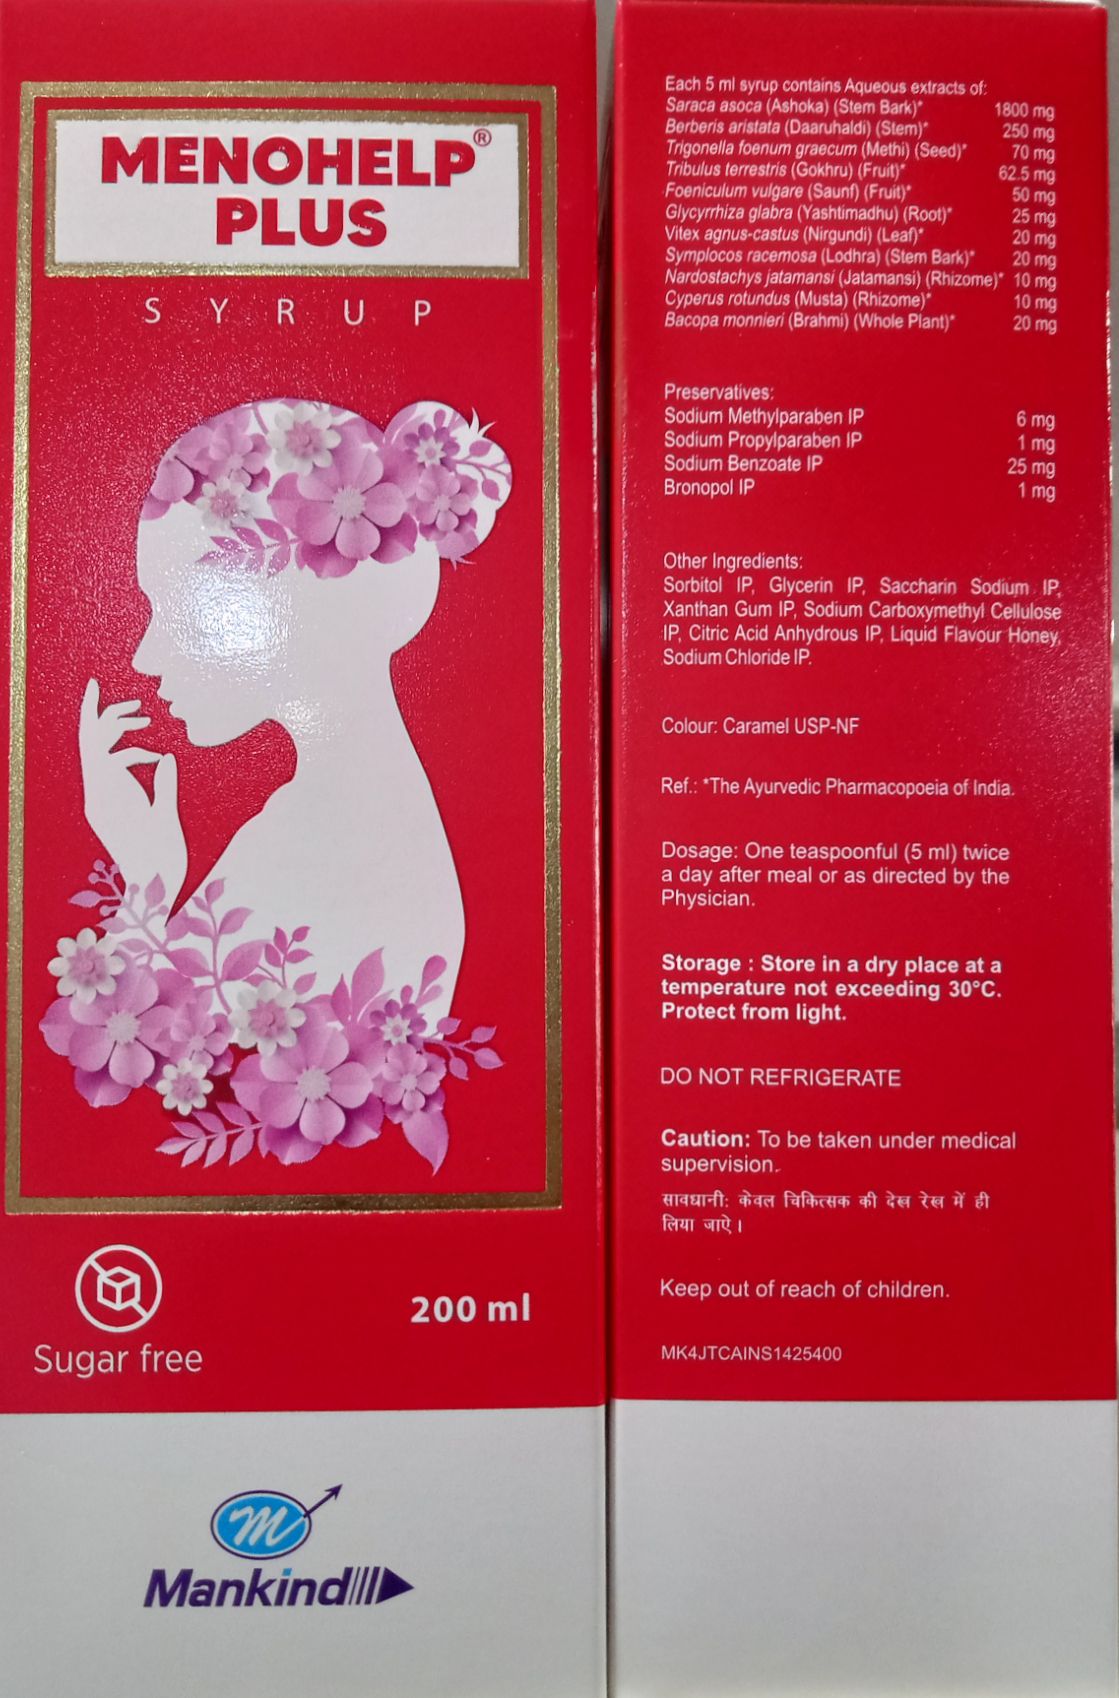 MENOHELP®
PLUS
SYRUP
Sugar free
200 ml
m
Mankind
Each 5 ml syrup contains Aqueous extracts of:
Saraca asoca (Ashoka) (Stem Bark)* 1800 mg
Berberis aristata (Daaruhaldi) (Stem)* 250 mg
Trigonella foenum graecum (Methi) (Seed)* 70 mg
Tribulus terrestris (Gokhru) (Fruit)* 62.5 mg
Foeniculum vulgare (Saunf) (Fruit)* 50 mg
Glycyrrhiza glabra (Yashtimadhu) (Root)* 25 mg
Vitex agnus-castus (Nirgundi) (Leaf)* 20 mg
Symplocos racemosa (Lodhra) (Stem Bark)* 20 mg
Nardostachys jatamansi (Jatamansi) (Rhizome)* 10 mg
Cyperus rotundus (Musta) (Rhizome)* 10 mg
Bacopa monnieri (Brahmi) (Whole Plant)* 20 mg
Preservatives:
Sodium Methylparaben IP 6 mg
Sodium Propylparaben IP 1 mg
Sodium Benzoate IP 25 mg
Bronopol IP 1 mg
Other Ingredients:
Sorbitol IP, Glycerin IP, Saccharin Sodium IP,
Xanthan Gum IP, Sodium Carboxymethyl Cellulose
IP, Citric Acid Anhydrous IP, Liquid Flavour Honey,
Sodium Chloride IP.
Colour: Caramel USP-NF
Ref.: *The Ayurvedic Pharmacopoeia of India.
Dosage: One teaspoonful (5 ml) twice
a day after meal or as directed by the
Physician.
Storage : Store in a dry place at a
temperature not exceeding 30°C.
Protect from light.
DO NOT REFRIGERATE
Caution: To be taken under medical
supervision.
सावधानी: केवल चिकित्सक की देख रेख में ही
लिया जाऐ।
Keep out of reach of children.
MK4JTCAINS1425400